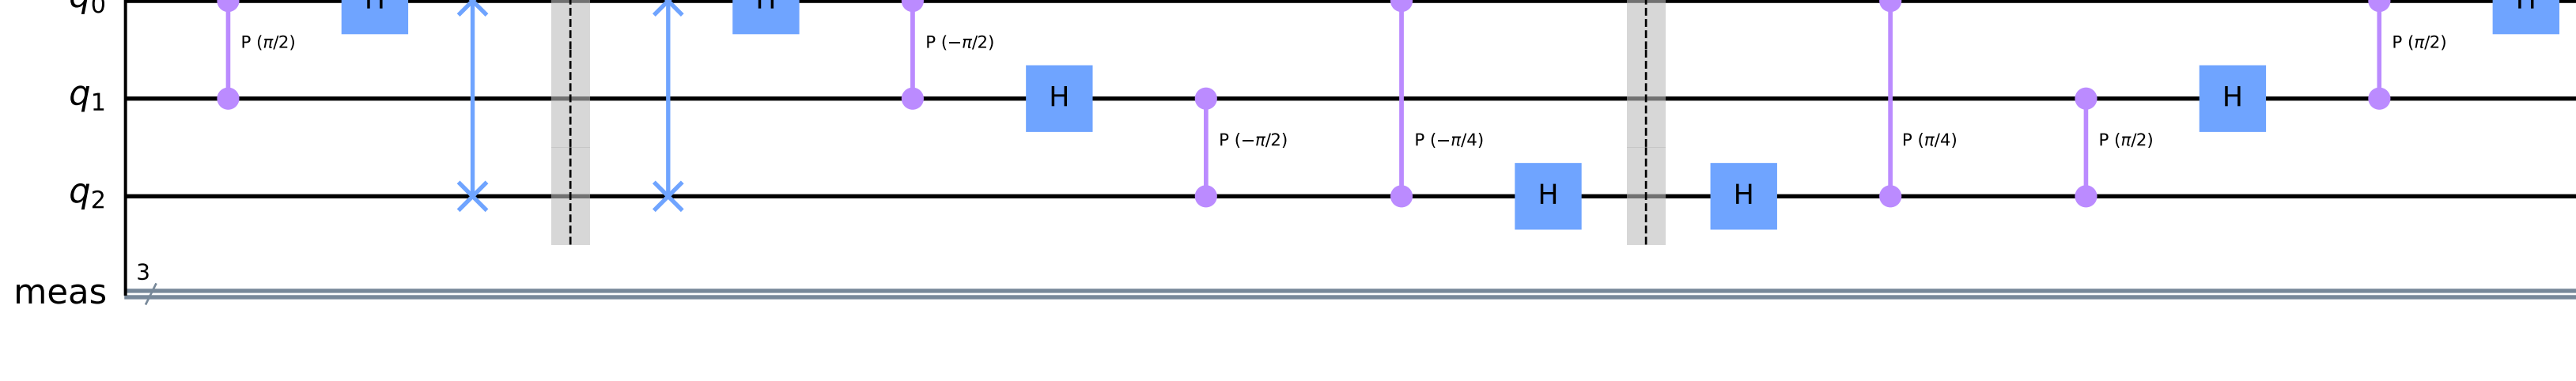 q0
P (π/2) H H P (−π/2) P (π/2) H
q1 H H
P (−π/2) P (−π/4) P (π/4) P (π/2)
q2 H H
3
meas